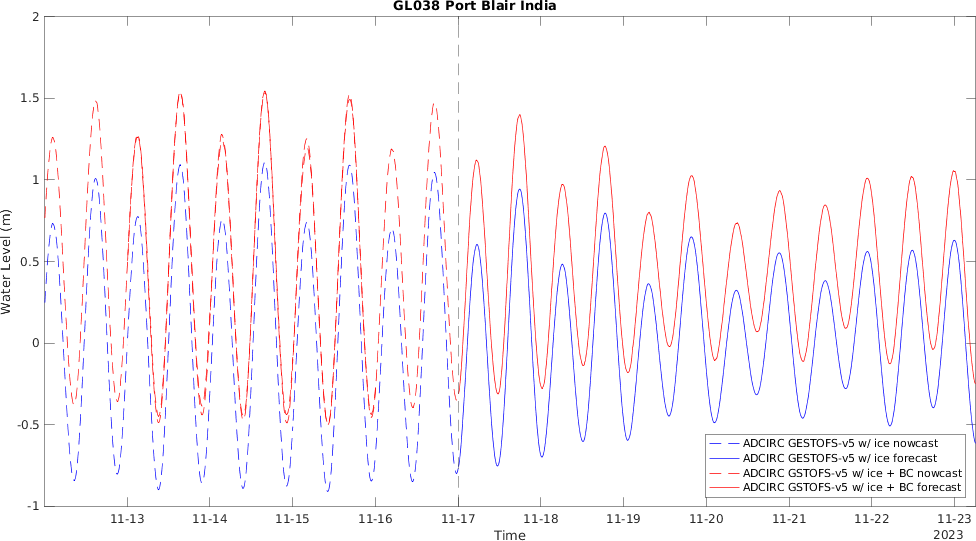 GL038 Port Blair India
Water Level (m)
2
1.5
1
0.5
0
-0.5
-1
ADCIRC GESTOFS-v5 w/ ice nowcast
ADCIRC GESTOFS-v5 w/ ice forecast
ADCIRC GSTOFS-v5 w/ ice + BC nowcast
ADCIRC GSTOFS-v5 w/ ice + BC forecast
11-13 11-14 11-15 11-16 11-17 11-18 11-19 11-20 11-21 11-22 11-23
Time
2023